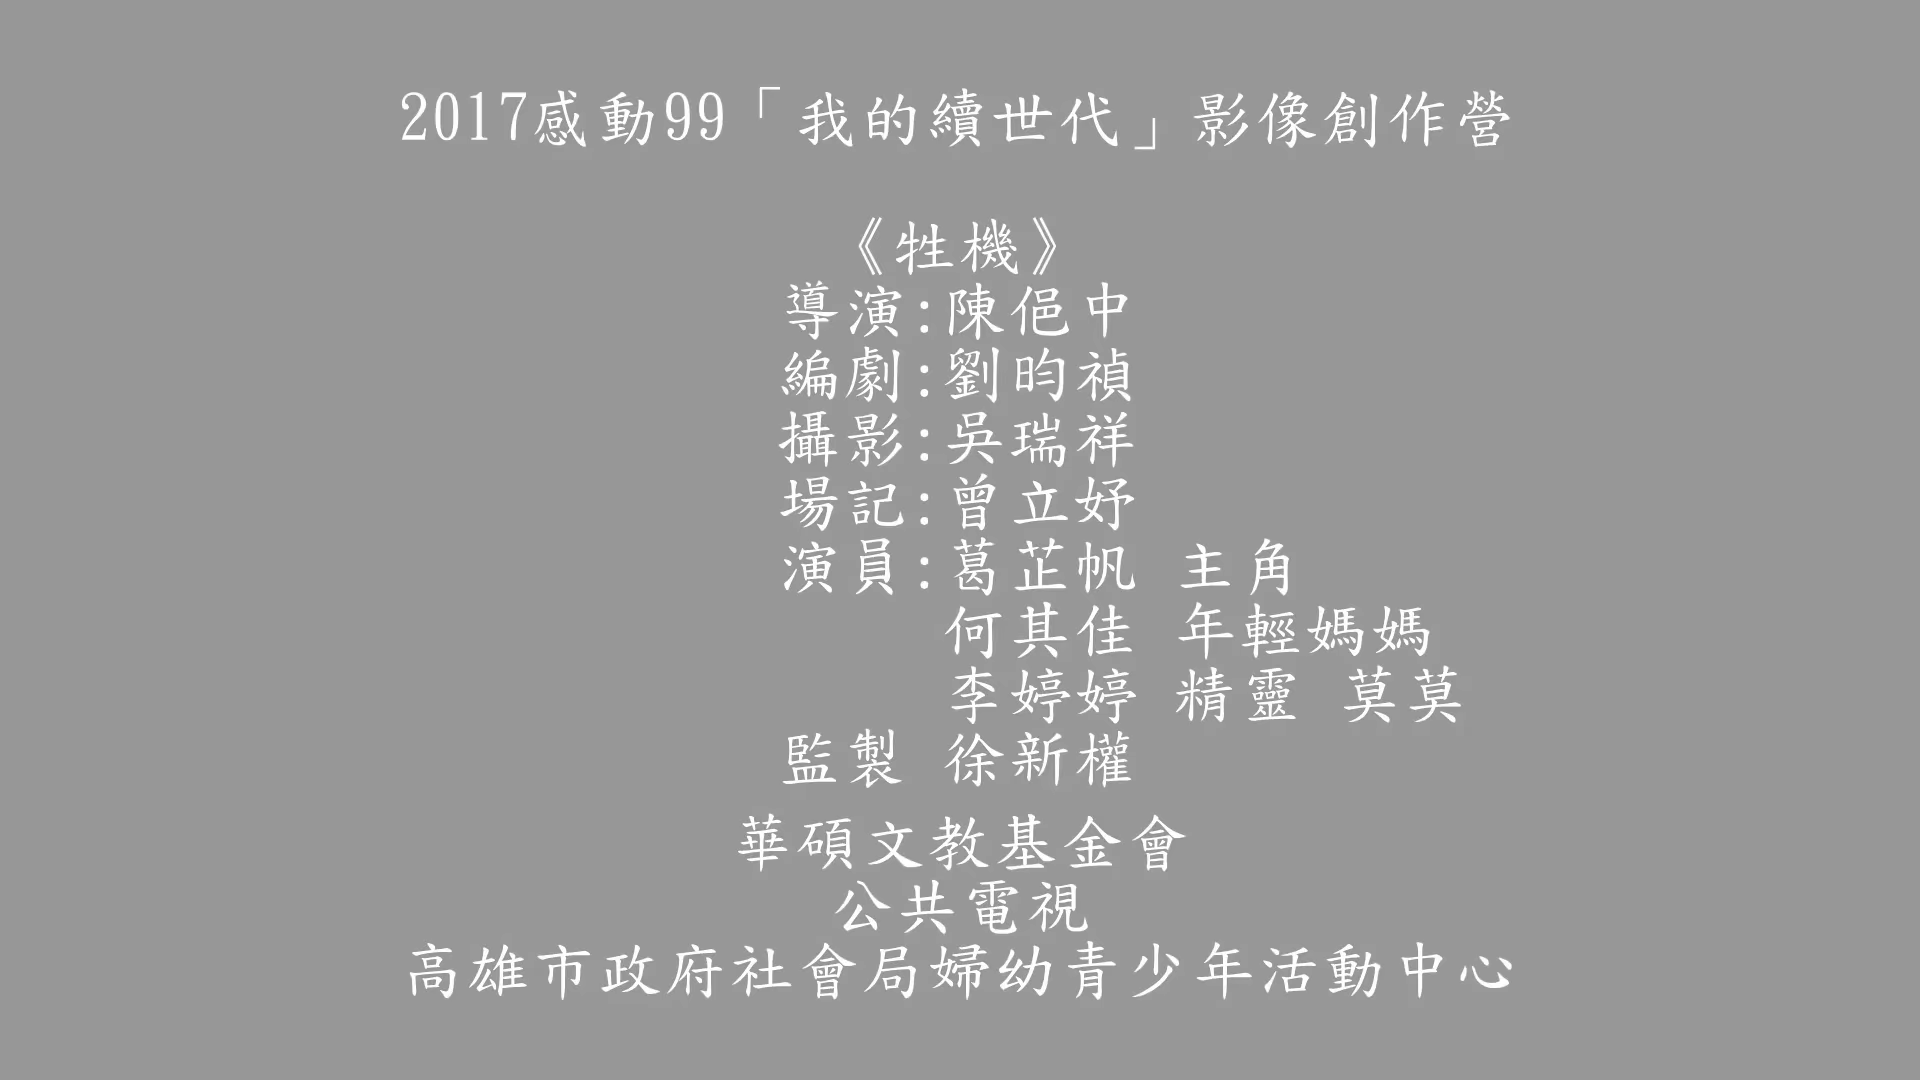 2017感動99「我的續世代」影像創作營
《牲機》
導演:陳俋中
編劇:劉昀禎
攝影:吳瑞祥
場記:曾立妤
演員:葛芷帆 主角
何其佳 年輕媽媽
李婷婷 精靈 莫莫
監製 徐新權
華碩文教基金會
公共電視
高雄市政府社會局婦幼青少年活動中心